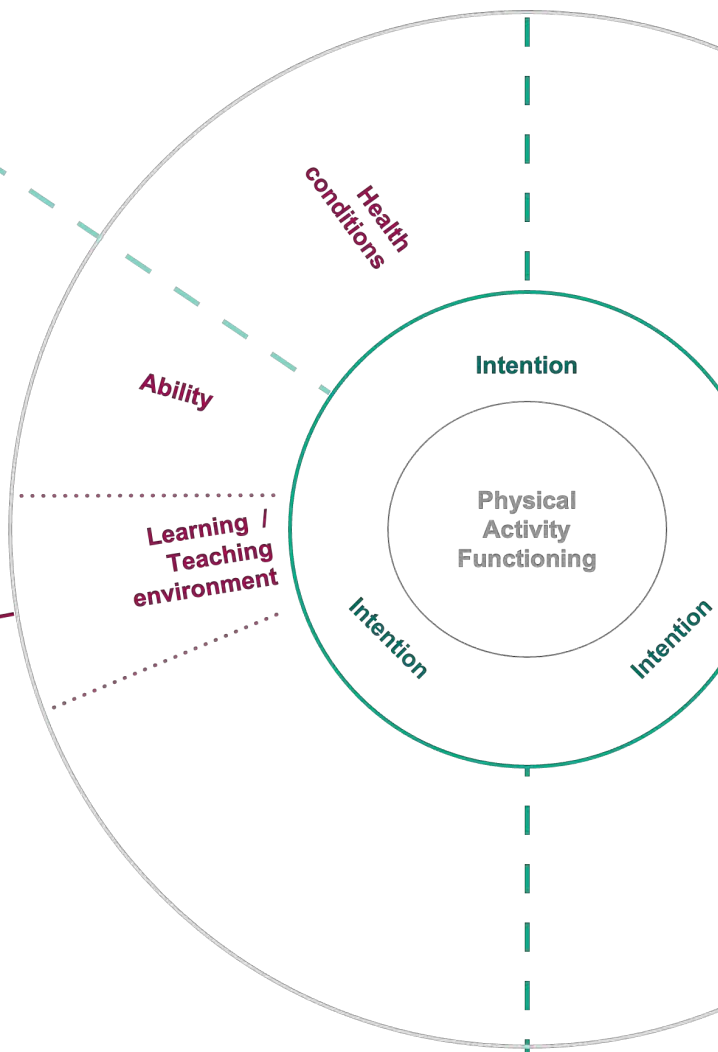 Health
conditions
Intention
Ability
Physical
Activity
Functioning
Learning /
Teaching
environment
Intention
Intention